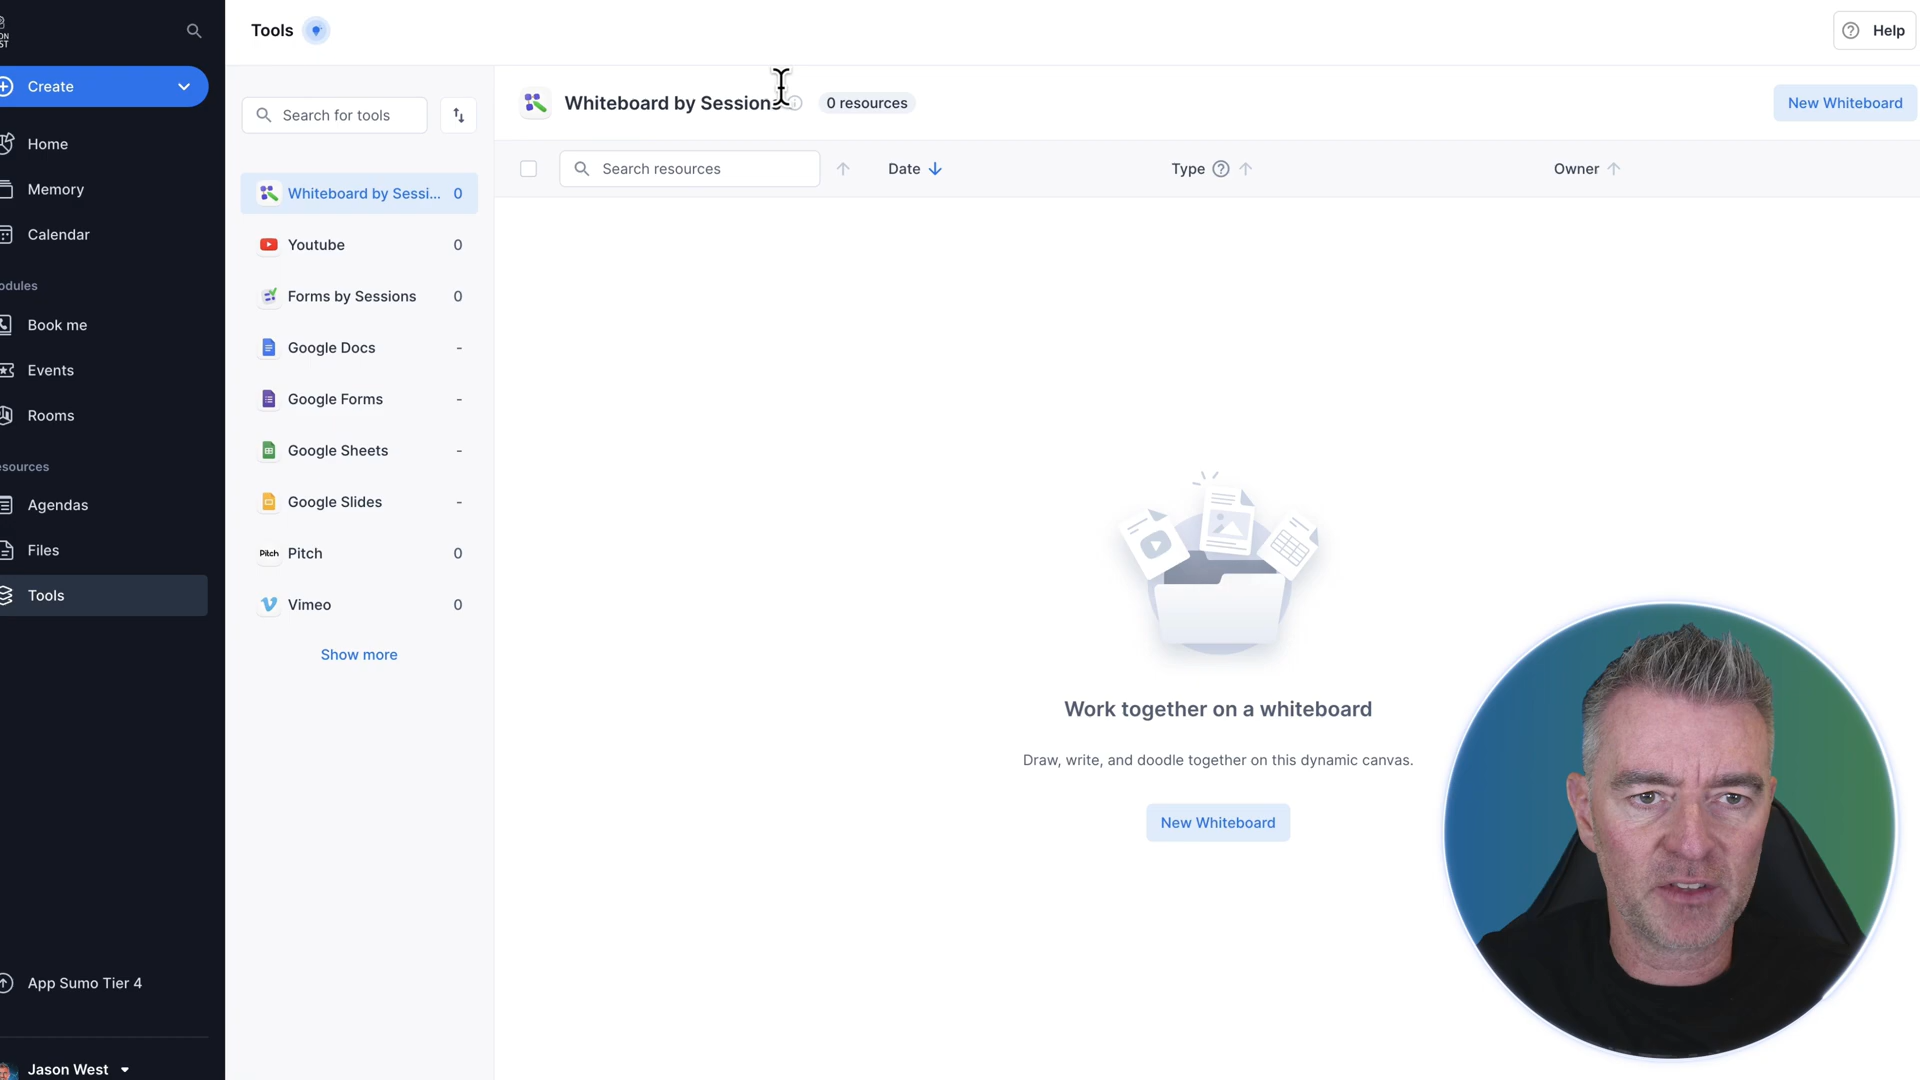 Create
Home
Memory
Calendar
odules
Book me
Events
Rooms
esources
Agendas
Files
Tools
App Sumo Tier 4
Jason West
Tools
Help
Search for tools
Whiteboard by Sessi... 0
Youtube 0
Forms by Sessions 0
Google Docs -
Google Forms -
Google Sheets -
Google Slides -
Pitch Pitch 0
Vimeo 0
Show more
Whiteboard by Sessions 0 resources
New Whiteboard
Search resources Date Type Owner
Work together on a whiteboard
Draw, write, and doodle together on this dynamic canvas.
New Whiteboard